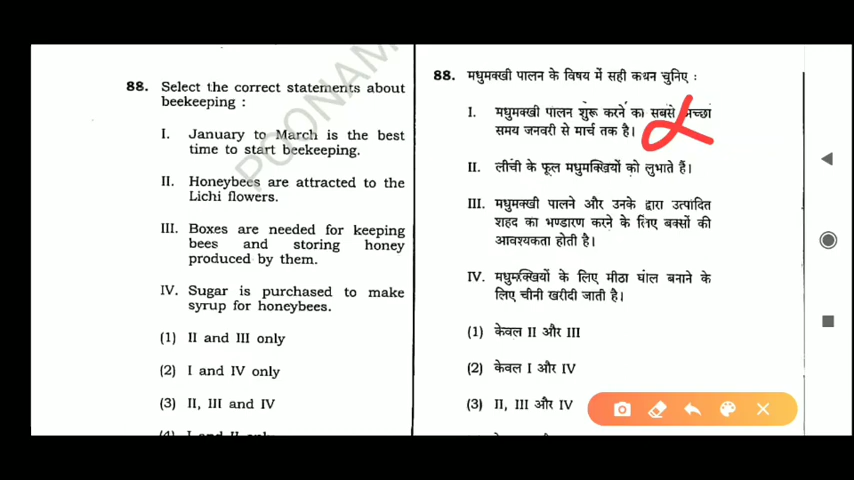 88. Select the correct statements about
beekeeping :
I. January to March is the best
time to start beekeeping.
II. Honeybees are attracted to the
Lichi flowers.
III. Boxes are needed for keeping
bees and storing honey
produced by them.
IV. Sugar is purchased to make
syrup for honeybees.
(1) II and III only
(2) I and IV only
(3) II, III and IV
(4) I and II only
POONAM
88. मधुमक्खी पालन के विषय में सही कथन चुनिए :
I. मधुमक्खी पालन शुरू करने का सबसे अच्छा
समय जनवरी से मार्च तक है।
II. लीची के फूल मधुमक्खियों को लुभाते हैं।
III. मधुमक्खी पालने और उनके द्वारा उत्पादित
शहद का भण्डारण करने के लिए बक्सों की
आवश्यकता होती है।
IV. मधुमक्खियों के लिए मीठा घोल बनाने के
लिए चीनी खरीदी जाती है।
(1) केवल II और III
(2) केवल I और IV
(3) II, III और IV